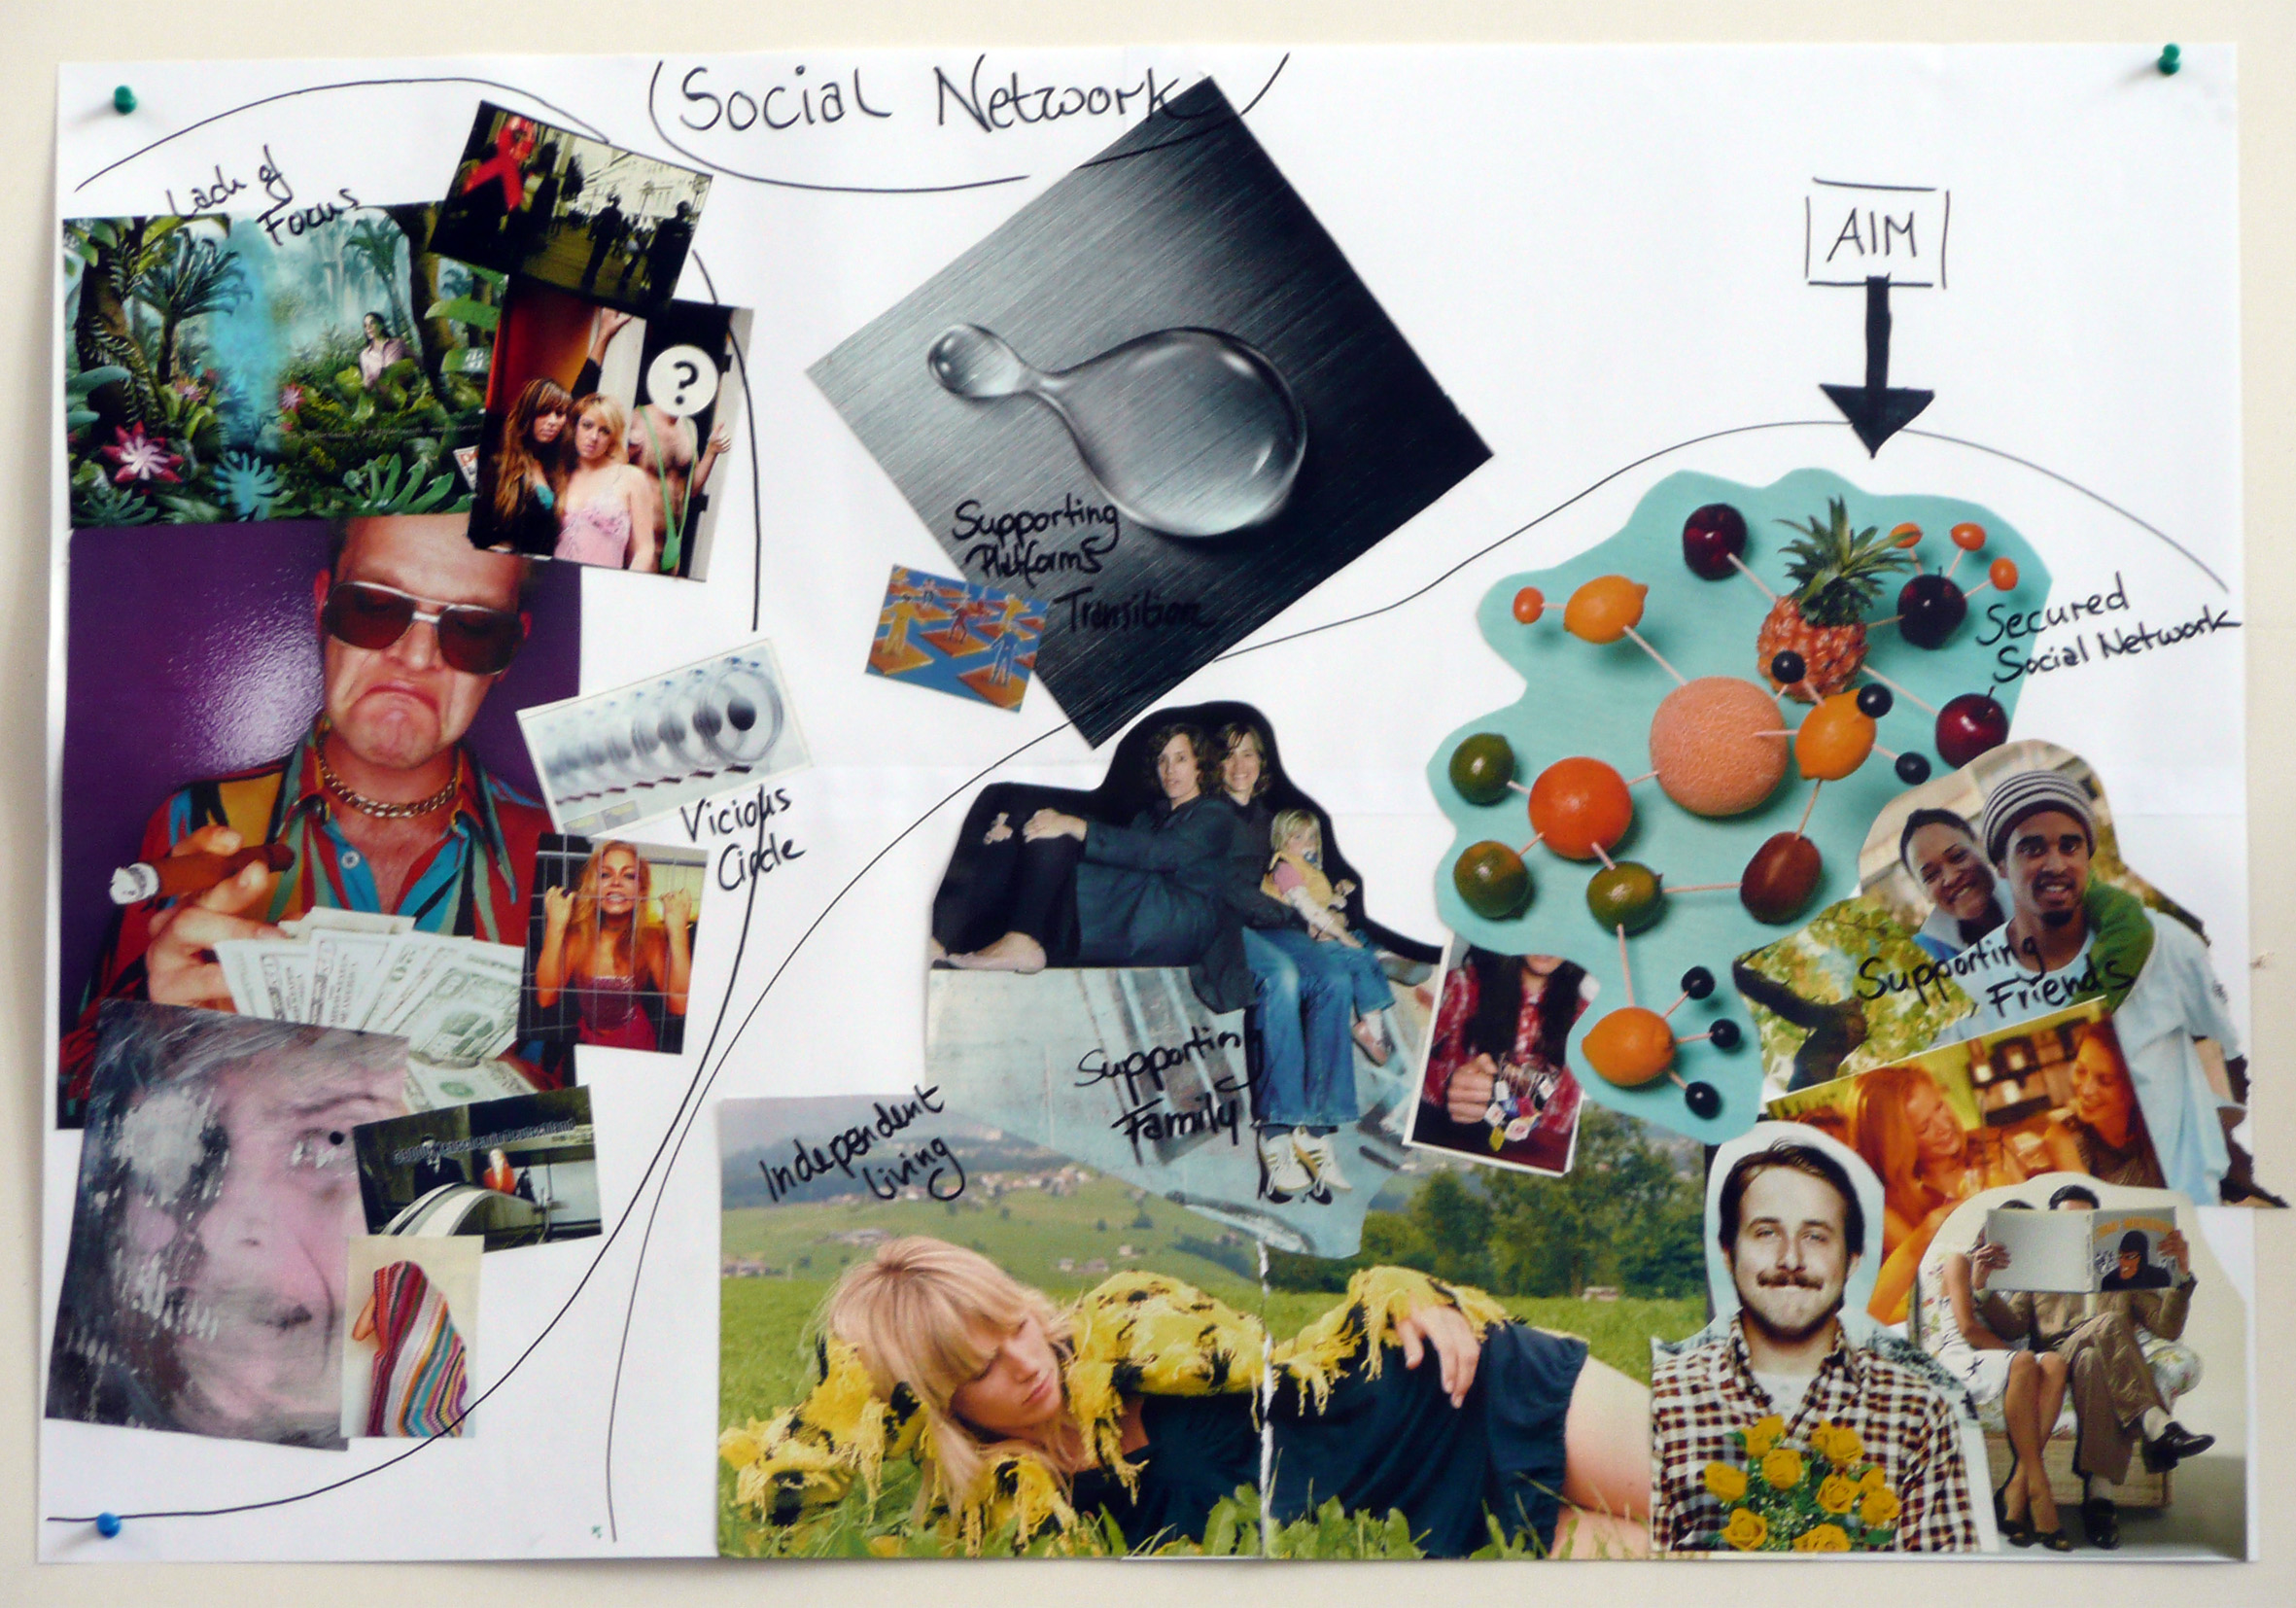 Social Network
Lack of
Focus
?
AIM
Supporting
Platforms
Transition
Secured
Social Network
Vicious
Circle
Supporting
Friends
Supporting
Family
Independent
Living